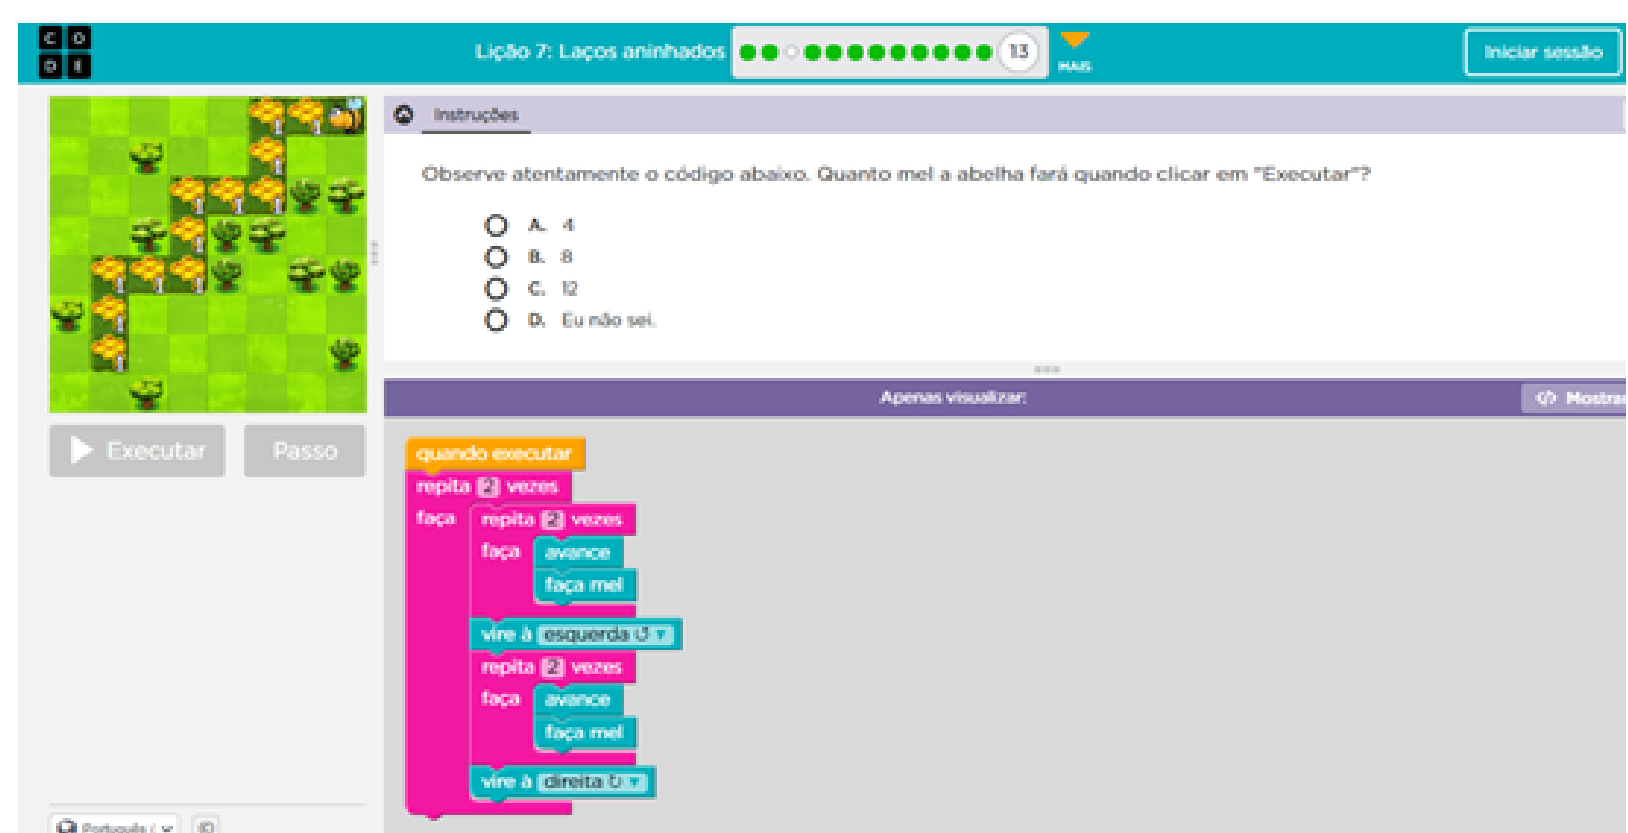 C O
D E
Lição 7: Laços aninhados
13
MAIS
Iniciar sessão
Instruções
Observe atentamente o código abaixo. Quanto mel a abelha fará quando clicar em "Executar"?
A. 4
B. 8
C. 12
D. Eu não sei.
Apenas visualizar:
Mostra
Executar
Passo
quando executar
repita 2 vezes
faça repita 2 vezes
faça avance
faça mel
vire à esquerda ↺ ▼
repita 2 vezes
faça avance
faça mel
vire à direita ↻ ▼
Português (